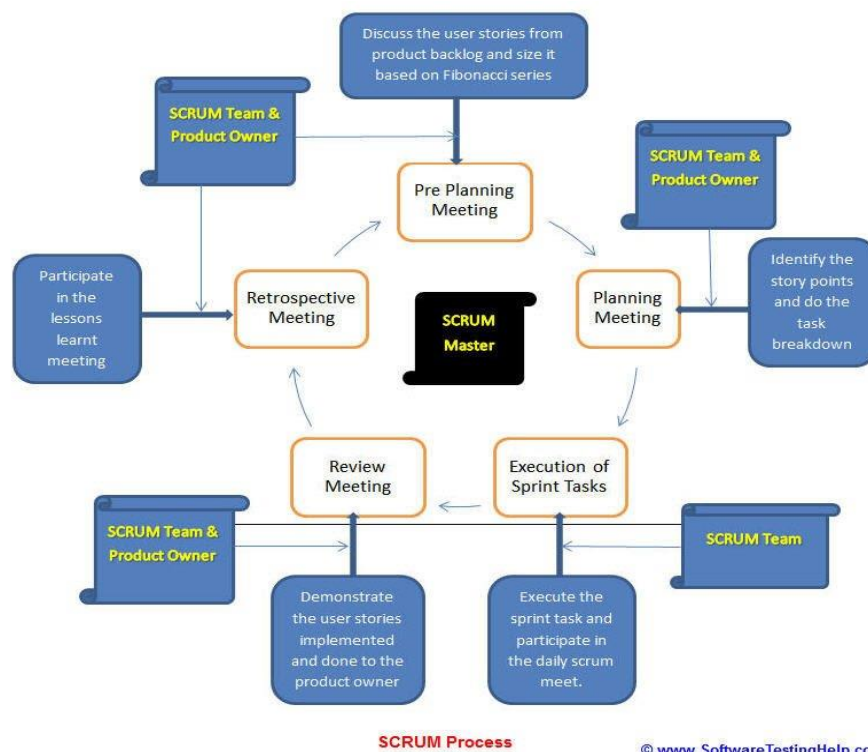 Discuss the user stories from
product backlog and size it
based on Fibonacci series
SCRUM Team &
Product Owner
SCRUM Team &
Product Owner
Pre Planning
Meeting
Participate
in the
lessons
learnt
meeting
Retrospective
Meeting
SCRUM
Master
Planning
Meeting
Identify the
story points
and do the
task
breakdown
Review
Meeting
Execution of
Sprint Tasks
SCRUM Team &
Product Owner
SCRUM Team
Demonstrate
the user stories
implemented
and done to the
product owner
Execute the
sprint task and
participate in
the daily scrum
meet.
SCRUM Process
© www.SoftwareTestingHelp.co